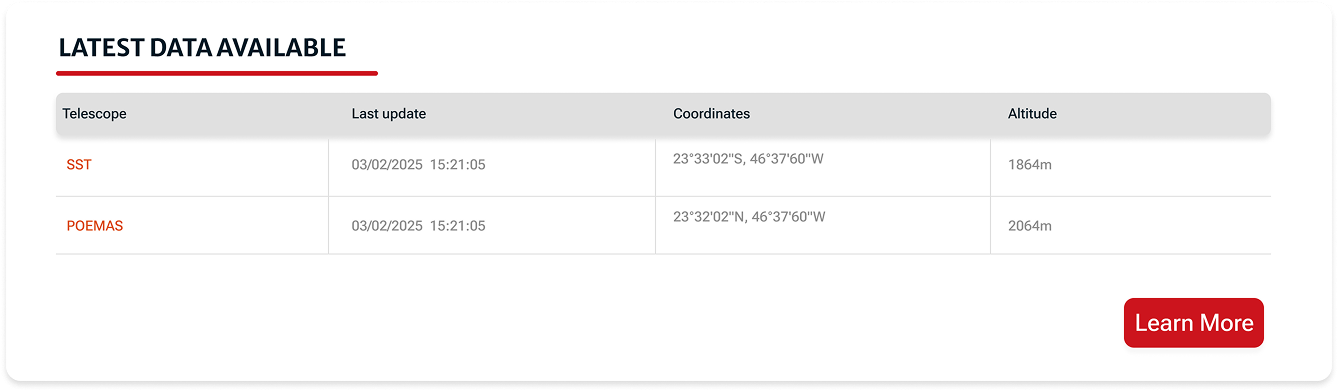 LATEST DATA AVAILABLE
Telescope Last update Coordinates Altitude
SST 03/02/2025 15:21:05 23°33'02"S, 46°37'60"W 1864m
POEMAS 03/02/2025 15:21:05 23°32'02"N, 46°37'60"W 2064m
Learn More